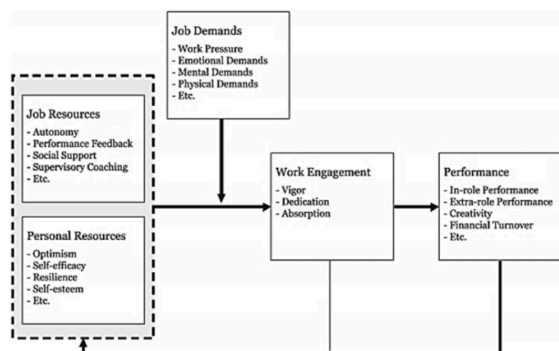 Job Demands
- Work Pressure
- Emotional Demands
- Mental Demands
- Physical Demands
- Etc.
Job Resources
- Autonomy
- Performance Feedback
- Social Support
- Supervisory Coaching
- Etc.
Personal Resources
- Optimism
- Self-efficacy
- Resilience
- Self-esteem
- Etc.
Work Engagement
- Vigor
- Dedication
- Absorption
Performance
- In-role Performance
- Extra-role Performance
- Creativity
- Financial Turnover
- Etc.